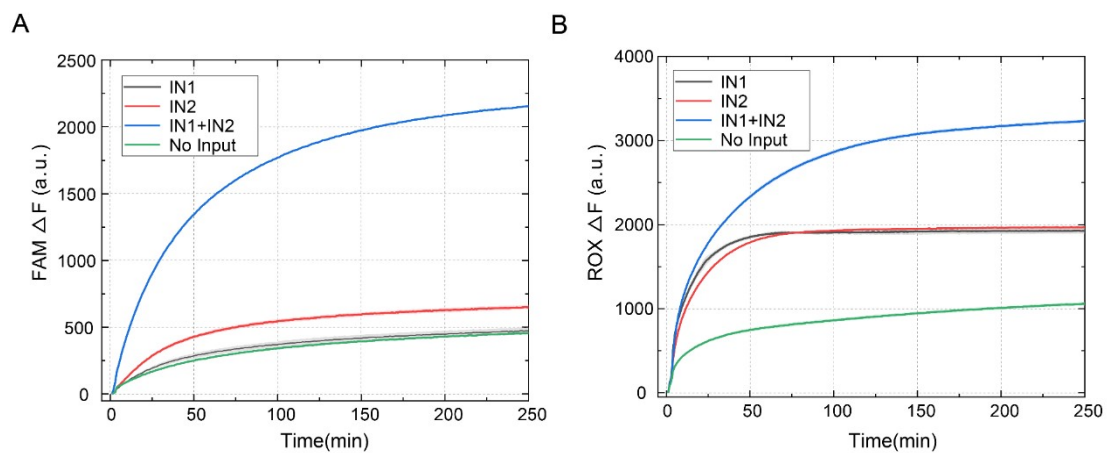 A
FAM △F (a.u.)
2500
2000
1500
1000
500
0
IN1
IN2
IN1+IN2
No Input
0 50 100 150 200 250
Time(min)
B
ROX △F (a.u.)
4000
3000
2000
1000
0
IN1
IN2
IN1+IN2
No Input
0 50 100 150 200 250
Time(min)